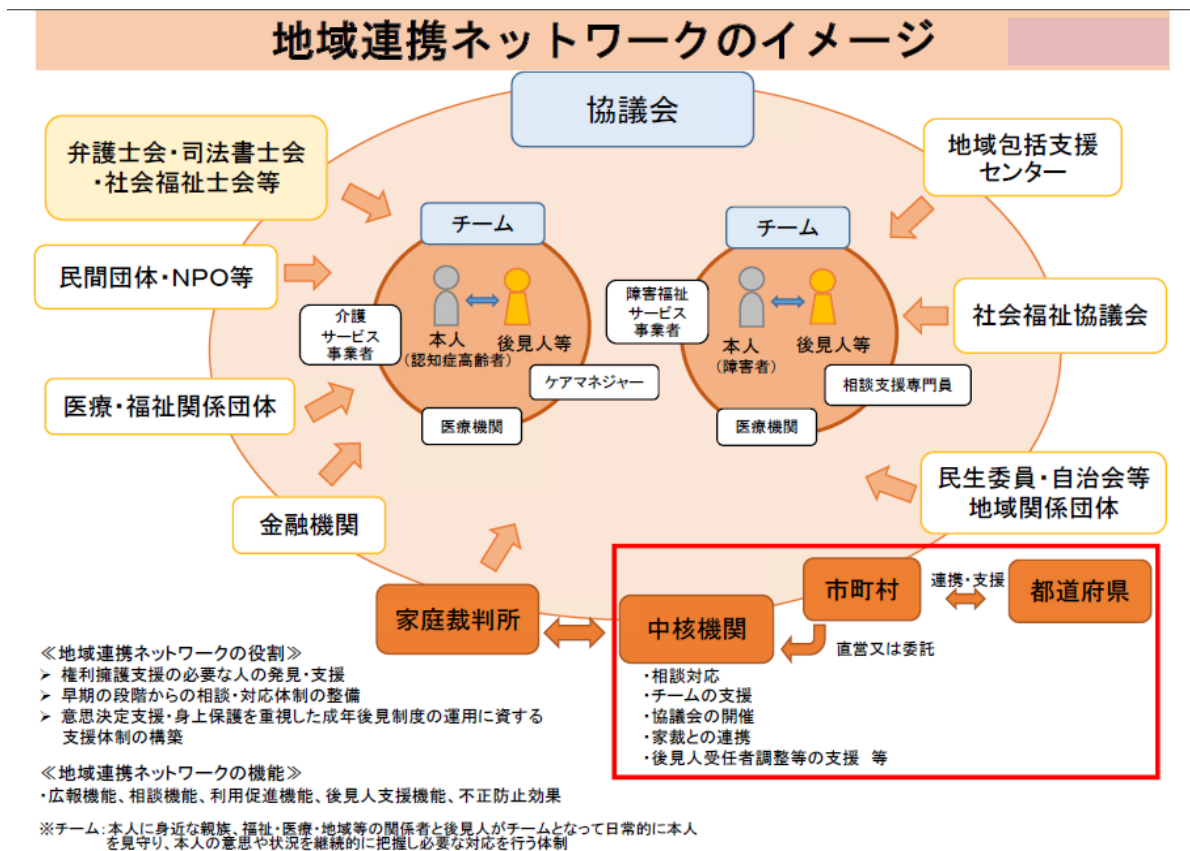 地域連携ネットワークのイメージ
協議会
弁護士会・司法書士会
・社会福祉士会等
地域包括支援
センター
チーム
チーム
民間団体・NPO等
介護
サービス
事業者
本人
(認知症高齢者)
後見人等
ケアマネジャー
医療機関
障害福祉
サービス
事業者
本人
(障害者)
後見人等
相談支援専門員
医療機関
社会福祉協議会
医療・福祉関係団体
金融機関
民生委員・自治会等
地域関係団体
家庭裁判所
中核機関
市町村
連携・支援
都道府県
直営又は委託
・相談対応
・チームの支援
・協議会の開催
・家裁との連携
・後見人受任者調整等の支援 等
≪地域連携ネットワークの役割≫
➢ 権利擁護支援の必要な人の発見・支援
➢ 早期の段階からの相談・対応体制の整備
➢ 意思決定支援・身上保護を重視した成年後見制度の運用に資する
支援体制の構築
≪地域連携ネットワークの機能≫
・広報機能、相談機能、利用促進機能、後見人支援機能、不正防止効果
※チーム:本人に身近な親族、福祉・医療・地域等の関係者と後見人がチームとなって日常的に本人
を見守り、本人の意思や状況を継続的に把握し必要な対応を行う体制